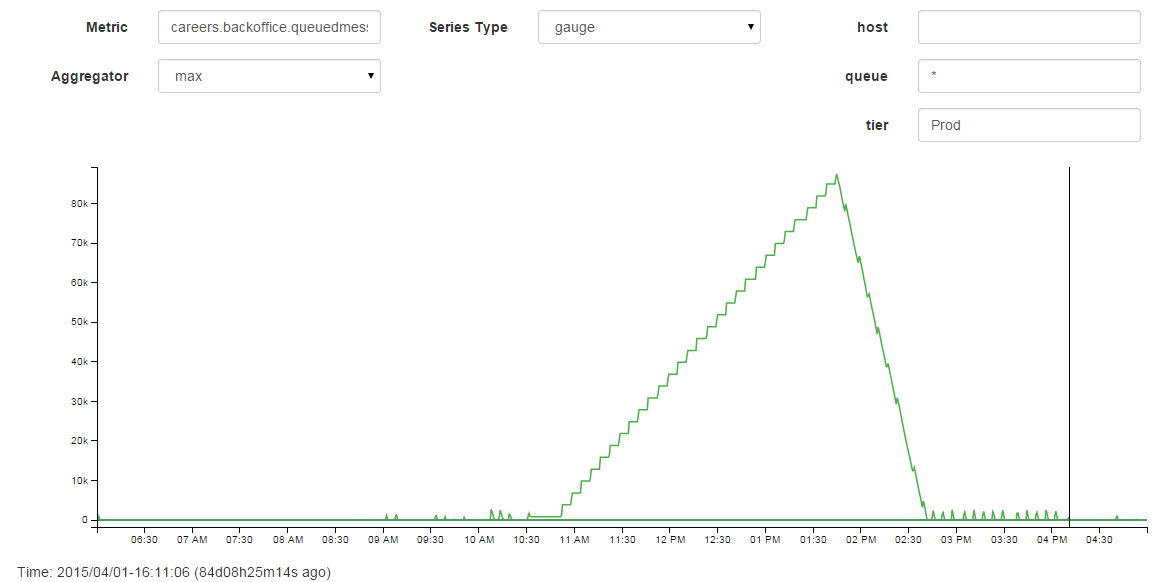 Metric careers.backoffice.queuedmess Series Type gauge host
Aggregator max queue *
tier Prod
80k
70k
60k
50k
40k
30k
20k
10k
0
06:30 07 AM 07:30 08 AM 08:30 09 AM 09:30 10 AM 10:30 11 AM 11:30 12 PM 12:30 01 PM 01:30 02 PM 02:30 03 PM 03:30 04 PM 04:30
Time: 2015/04/01-16:11:06 (84d08h25m14s ago)